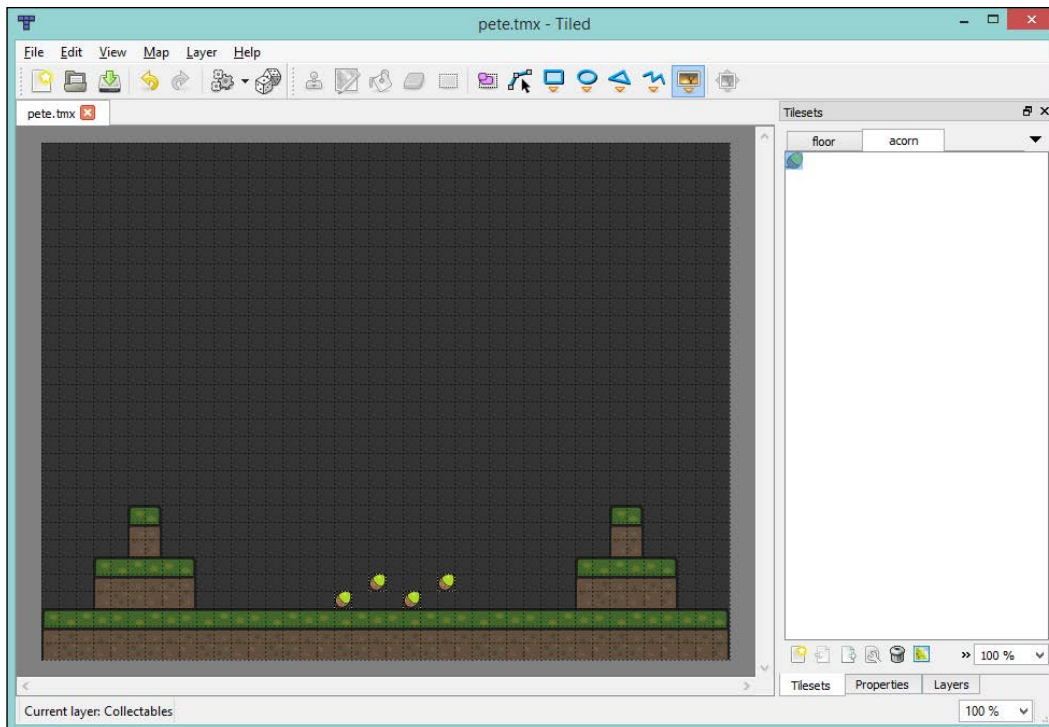 pete.tmx - Tiled
File Edit View Map Layer Help
pete.tmx
Tilesets
floor acorn
» 100 %
Tilesets Properties Layers
Current layer: Collectables
100 %